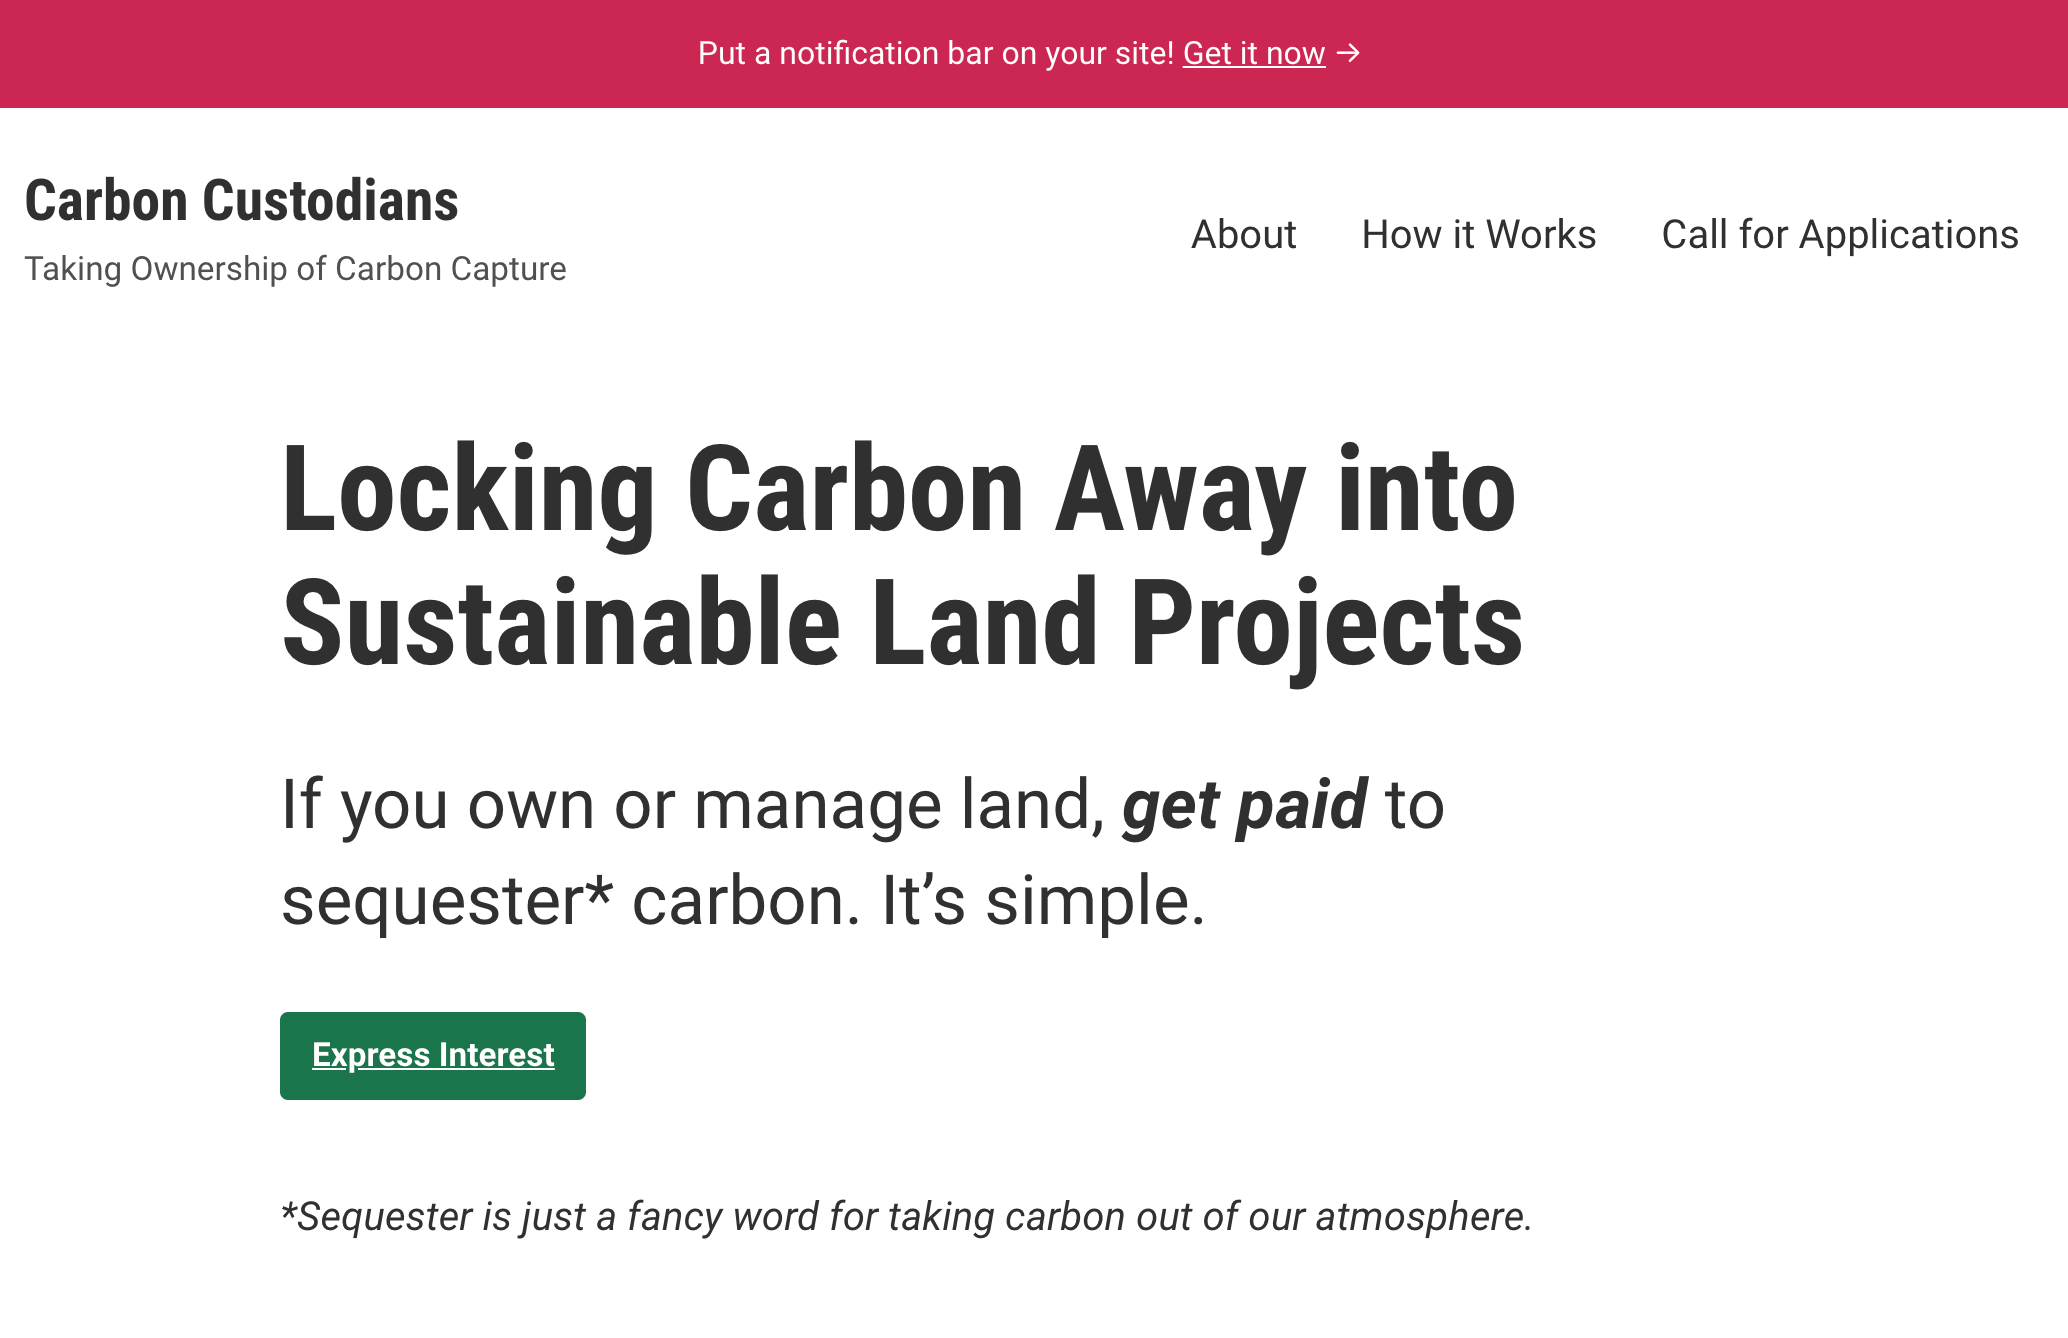 Put a notification bar on your site! Get it now →
Carbon Custodians
Taking Ownership of Carbon Capture
About How it Works Call for Applications
Locking Carbon Away into
Sustainable Land Projects
If you own or manage land, get paid to
sequester* carbon. It’s simple.
Express Interest
*Sequester is just a fancy word for taking carbon out of our atmosphere.